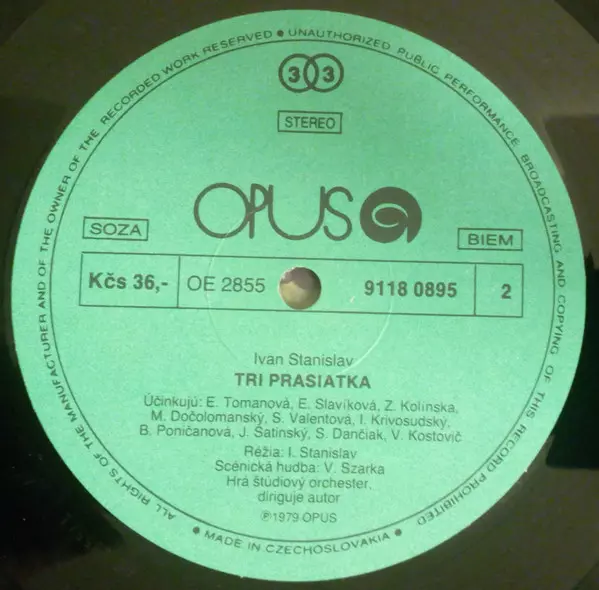 ALL RIGHTS OF THE MANUFACTURER AND OF THE OWNER OF THE RECORDED WORK RESERVED ● UNAUTHORIZED PUBLIC PERFORMANCE BROADCASTING AND COPYING OF THIS RECORD PROHIBITED
33
STEREO
OPUS
SOZA
BIEM
Kčs 36,- OE 2855 9118 0895 2
Ivan Stanislav
TRI PRASIATKA
Účinkujú: E. Tomanová, E. Slavíková, Z. Kolínska,
M. Dočolomanský, S. Valentová, I. Krivosudský,
B. Poničanová, J. Šatinský, S. Dančiak, V. Kostovič
Réžia: I. Stanislav
Scénická hudba: V. Szarka
Hrá štúdiový orchester,
diriguje autor
℗1979 OPUS
● MADE IN CZECHOSLOVAKIA ●